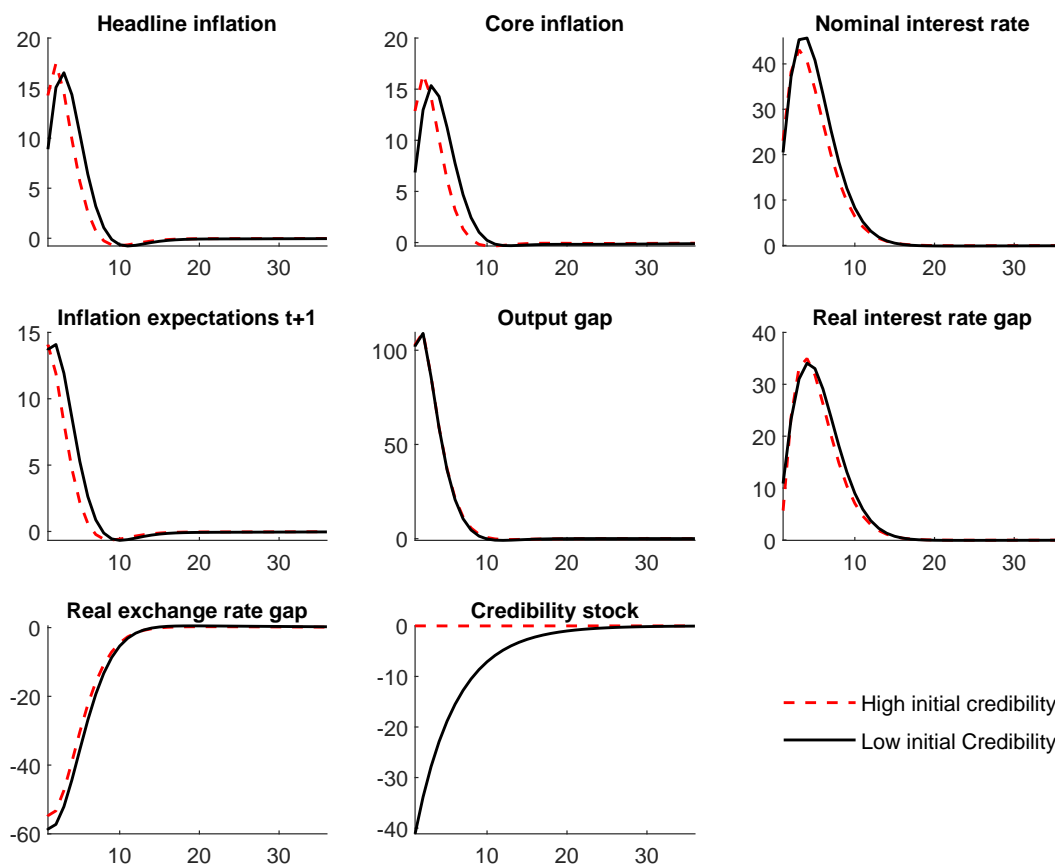 Headline inflation
20
15
10
5
0
10 20 30
Core inflation
20
15
10
5
0
10 20 30
Nominal interest rate
40
30
20
10
0
10 20 30
Inflation expectations t+1
15
10
5
0
10 20 30
Output gap
100
50
0
10 20 30
Real interest rate gap
40
30
20
10
0
10 20 30
Real exchange rate gap
0
-20
-40
-60
10 20 30
Credibility stock
0
-10
-20
-30
-40
10 20 30
High initial credibility
Low initial Credibility